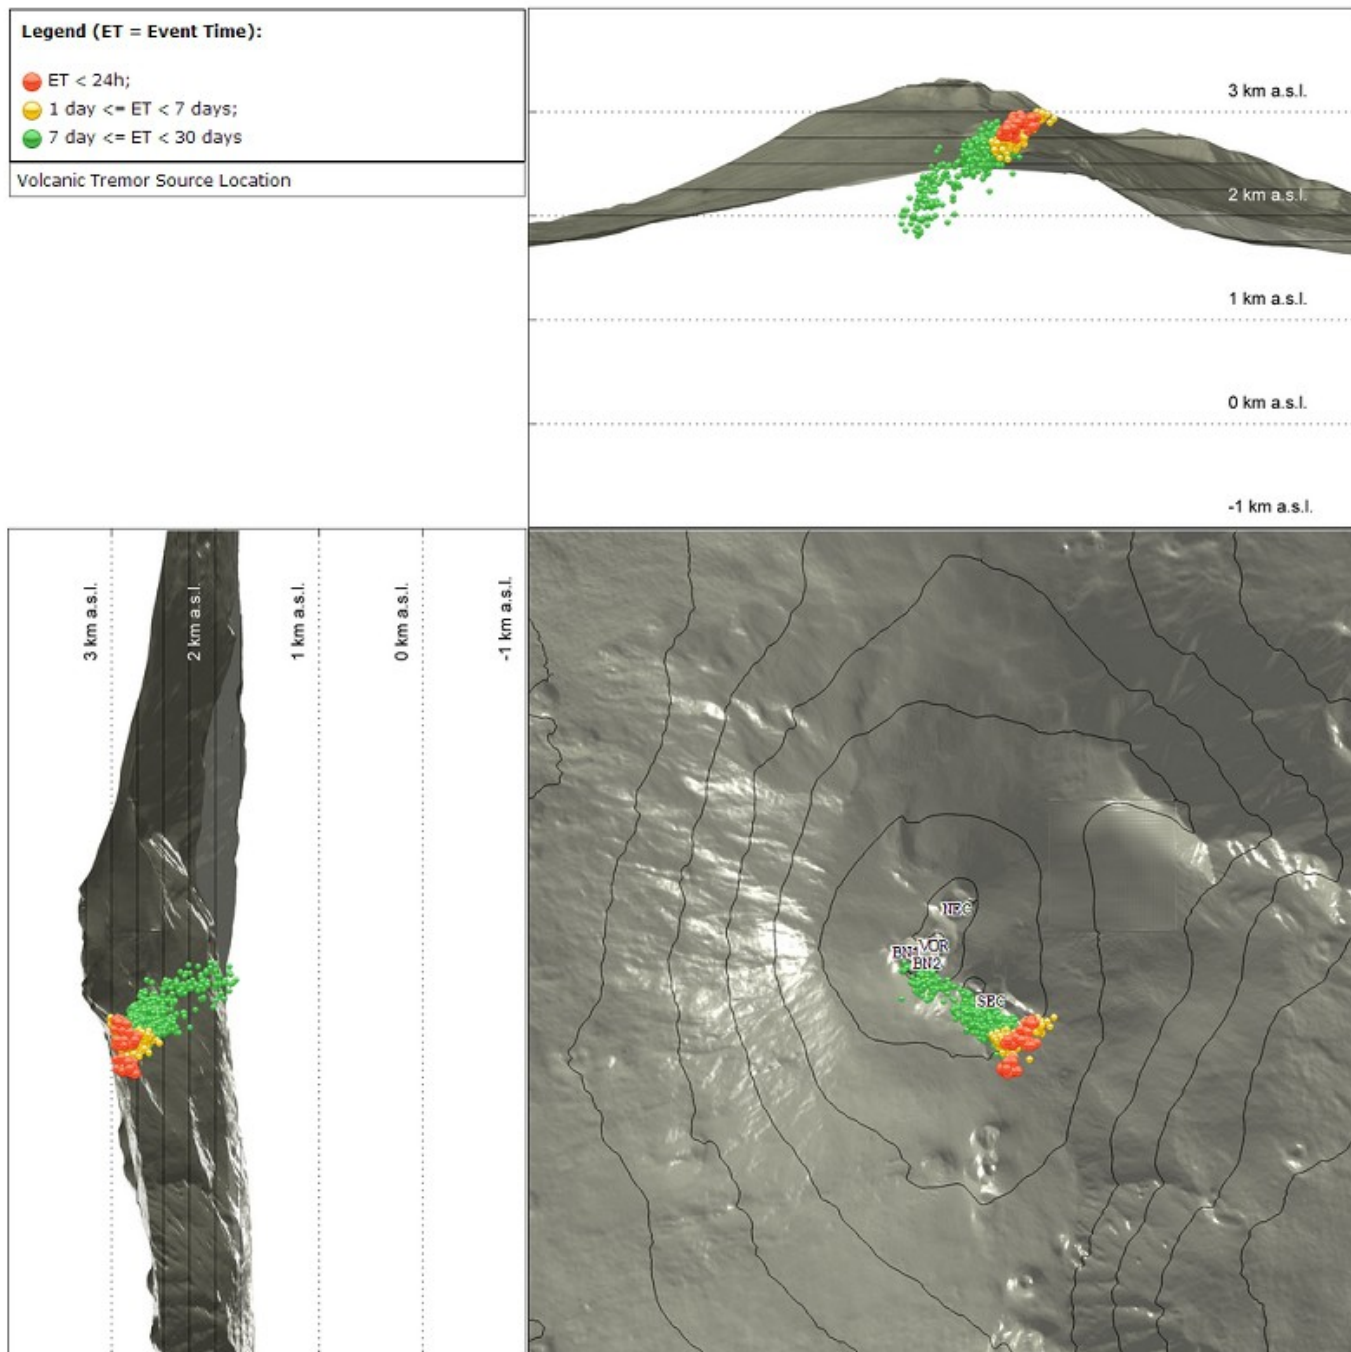 Legend (ET = Event Time):
ET < 24h;
1 day <= ET < 7 days;
7 day <= ET < 30 days
Volcanic Tremor Source Location
3 km a.s.l.
2 km a.s.l.
1 km a.s.l.
0 km a.s.l.
-1 km a.s.l.
3 km a.s.l.
2 km a.s.l.
1 km a.s.l.
0 km a.s.l.
-1 km a.s.l.
NEC
VOR
BN1
BN2
SEC